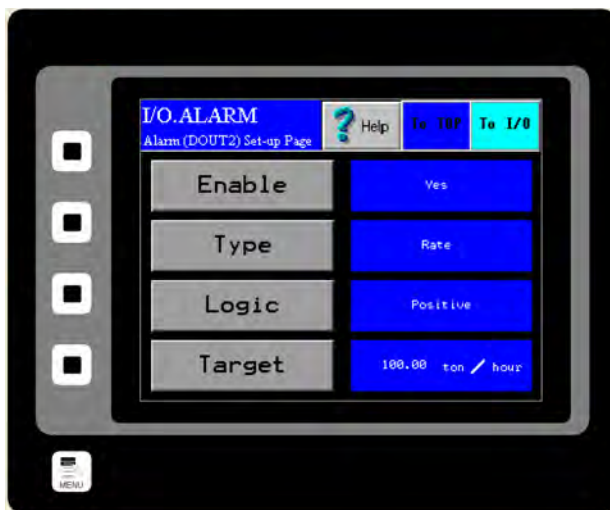 I/O.ALARM
Alarm (DOUT2) Set-up Page
? Help
To TOP
To I/O
Enable
Yes
Type
Rate
Logic
Positive
Target
100.00 ton / hour
MENU